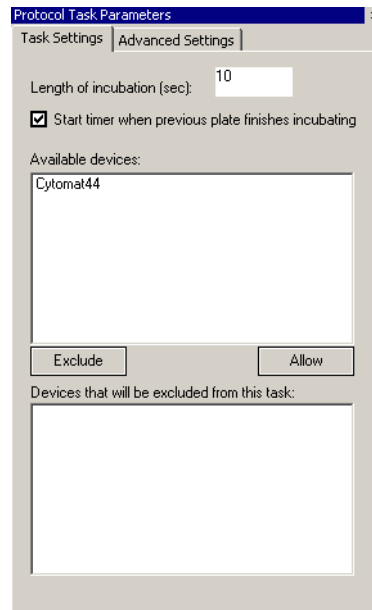 Protocol Task Parameters
Task Settings Advanced Settings
Length of incubation (sec): 10
Start timer when previous plate finishes incubating
Available devices:
Cytomat44
Exclude Allow
Devices that will be excluded from this task: